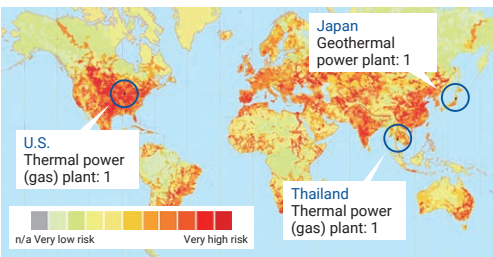 Japan
Geothermal
power plant: 1
U.S.
Thermal power
(gas) plant: 1
Thailand
Thermal power
(gas) plant: 1
n/a Very low risk
Very high risk